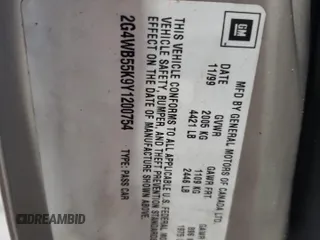 GM
MFD BY GENERAL MOTORS OF CANADA LTD.
DATE GVWR GAWR FRT
11/99 2005 KG 1109 KG
4421 LB 2446 LB
THIS VEHICLE CONFORMS TO ALL APPLICABLE U.S. FEDERAL MOTOR
VEHICLE SAFETY, BUMPER, AND THEFT PREVENTION
STANDARDS IN EFFECT ON THE DATE OF
MANUFACTURE SHOWN ABOVE.
2G4WB55K9Y1200754 TYPE: PASS CAR
DREAMBID